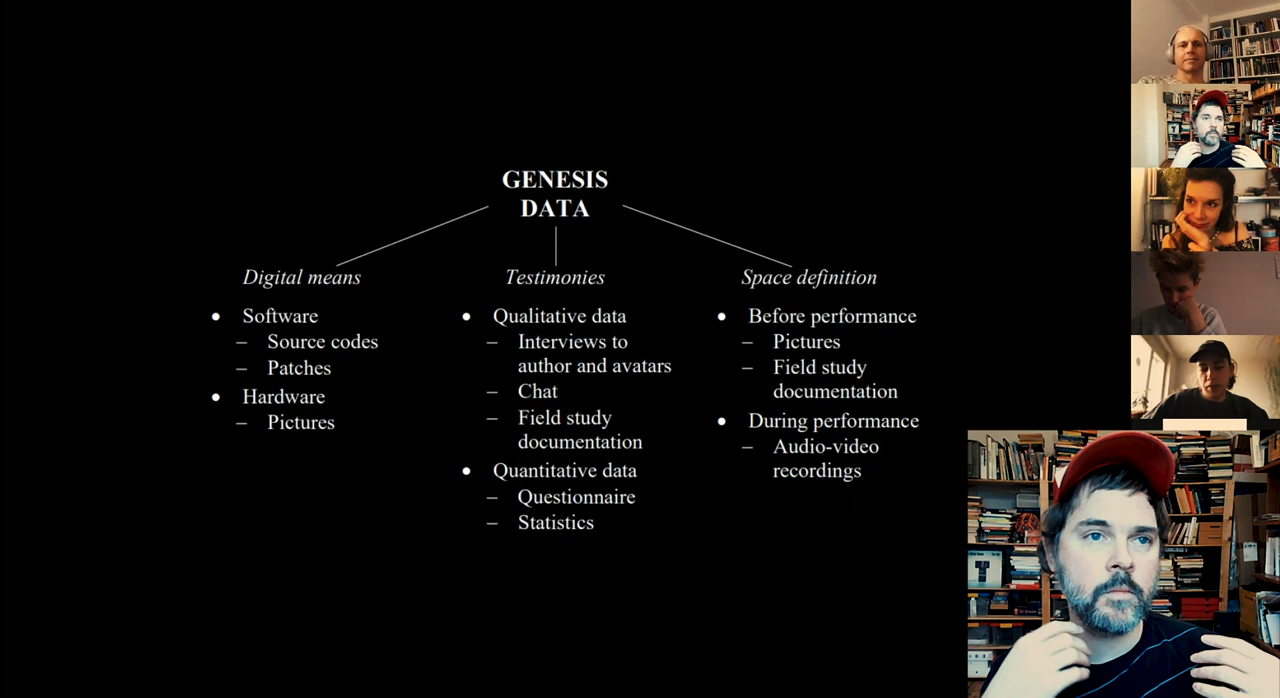 GENESIS
DATA
Digital means
• Software
– Source codes
– Patches
• Hardware
– Pictures
Testimonies
• Qualitative data
– Interviews to
author and avatars
– Chat
– Field study
documentation
• Quantitative data
– Questionnaire
– Statistics
Space definition
• Before performance
– Pictures
– Field study
documentation
• During performance
– Audio-video
recordings